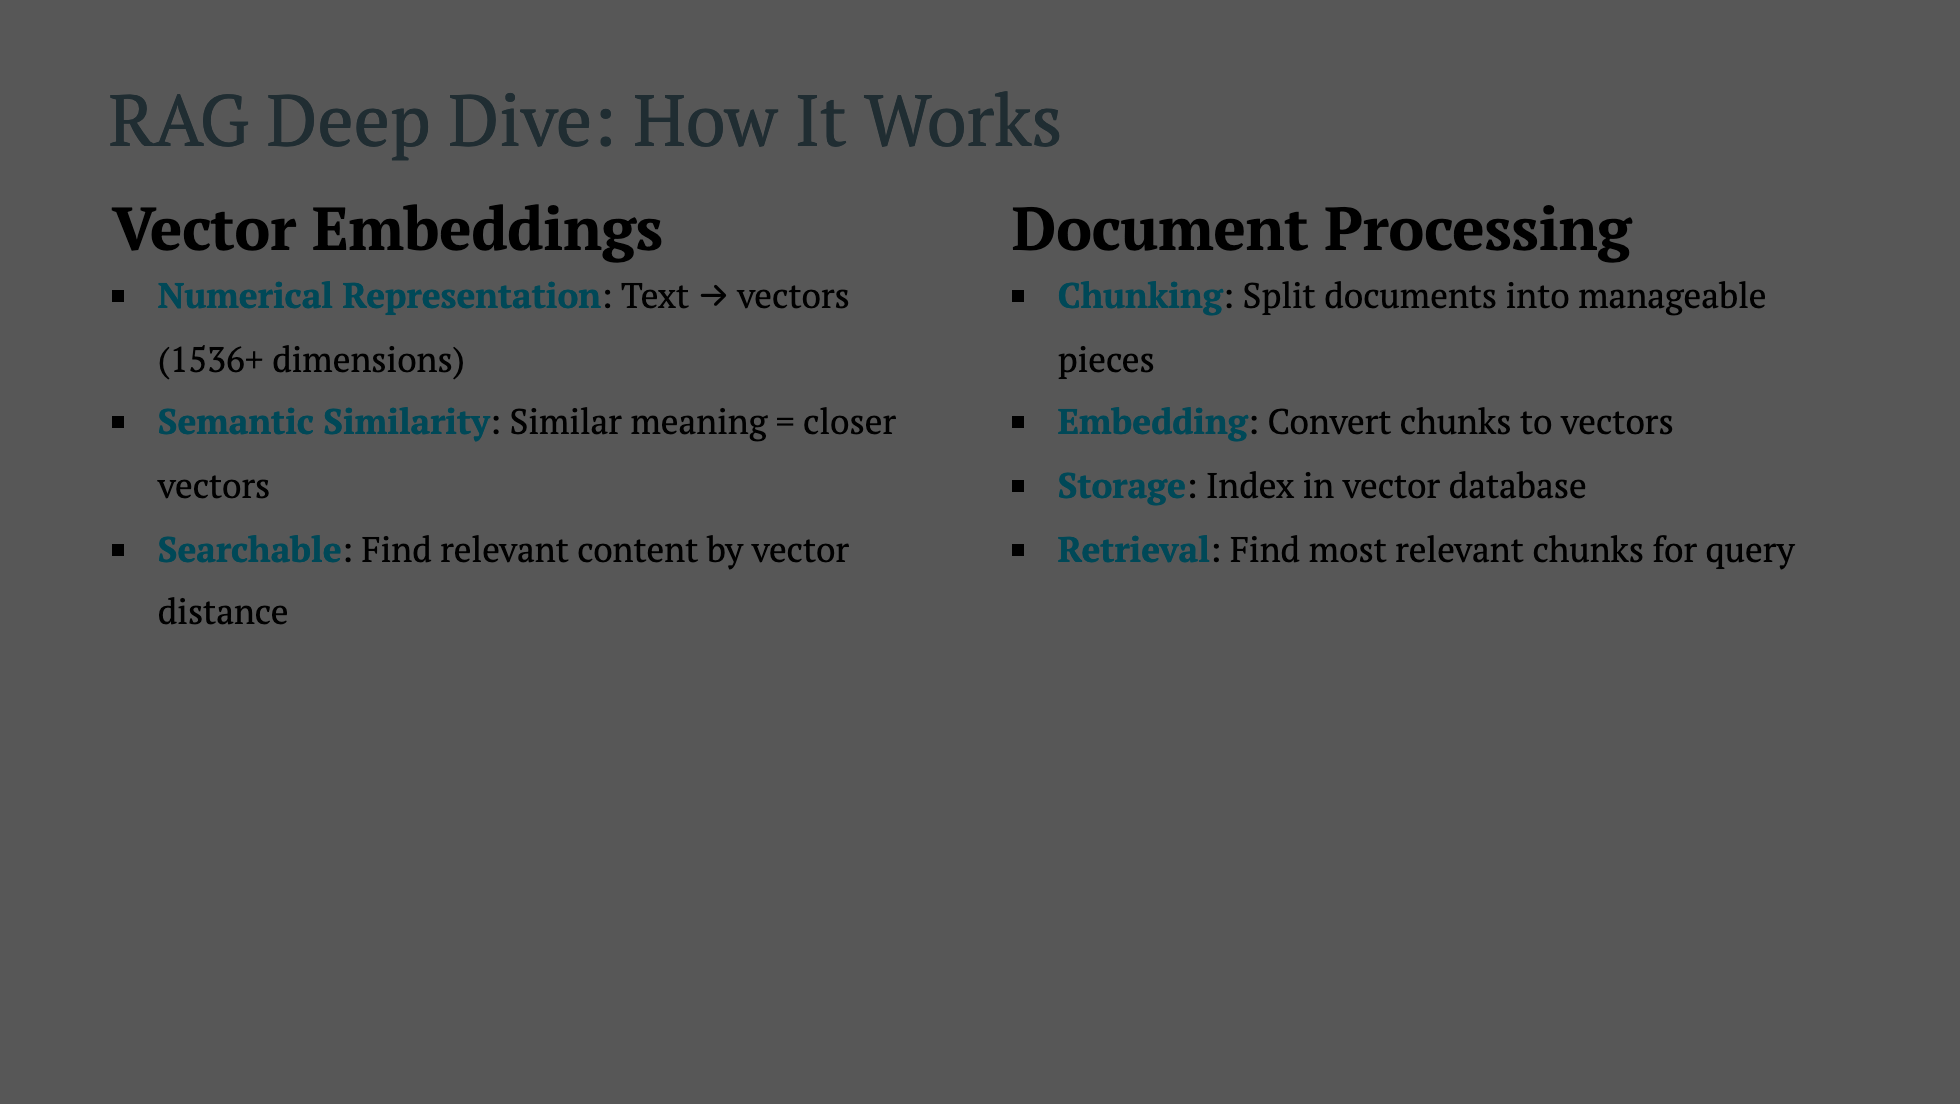 RAG Deep Dive: How It Works
Vector Embeddings
▪ Numerical Representation: Text → vectors
(1536+ dimensions)
▪ Semantic Similarity: Similar meaning = closer
vectors
▪ Searchable: Find relevant content by vector
distance
Document Processing
▪ Chunking: Split documents into manageable
pieces
▪ Embedding: Convert chunks to vectors
▪ Storage: Index in vector database
▪ Retrieval: Find most relevant chunks for query